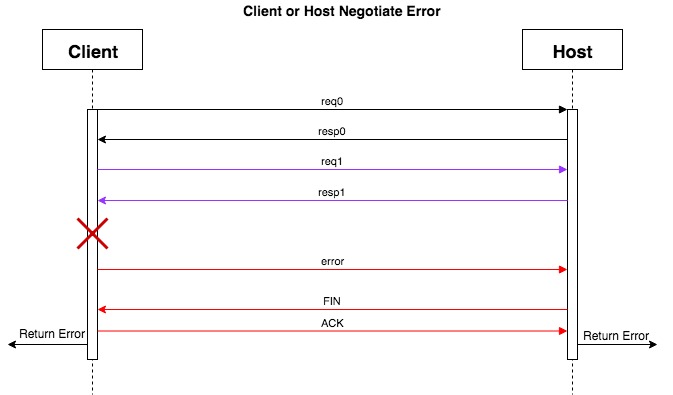 Client or Host Negotiate Error
Client
Host
req0
resp0
req1
resp1
error
FIN
ACK
Return Error
Return Error